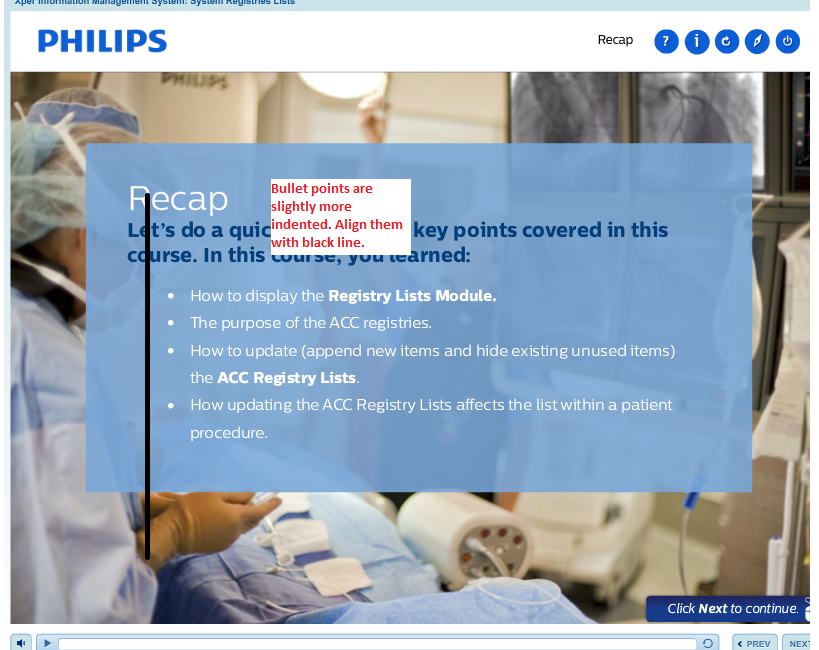 Xper Information Management System: System Registries Lists
PHILIPS
Recap
?
i
PHILIPS
Recap
Bullet points are
slightly more
indented. Align them
with black line.
Let's do a quic key points covered in this
course. In this course, you learned:
• How to display the Registry Lists Module.
• The purpose of the ACC registries.
• How to update (append new items and hide existing unused items)
the ACC Registry Lists.
• How updating the ACC Registry Lists affects the list within a patient
procedure.
Click Next to continue.
PREV
NEXT